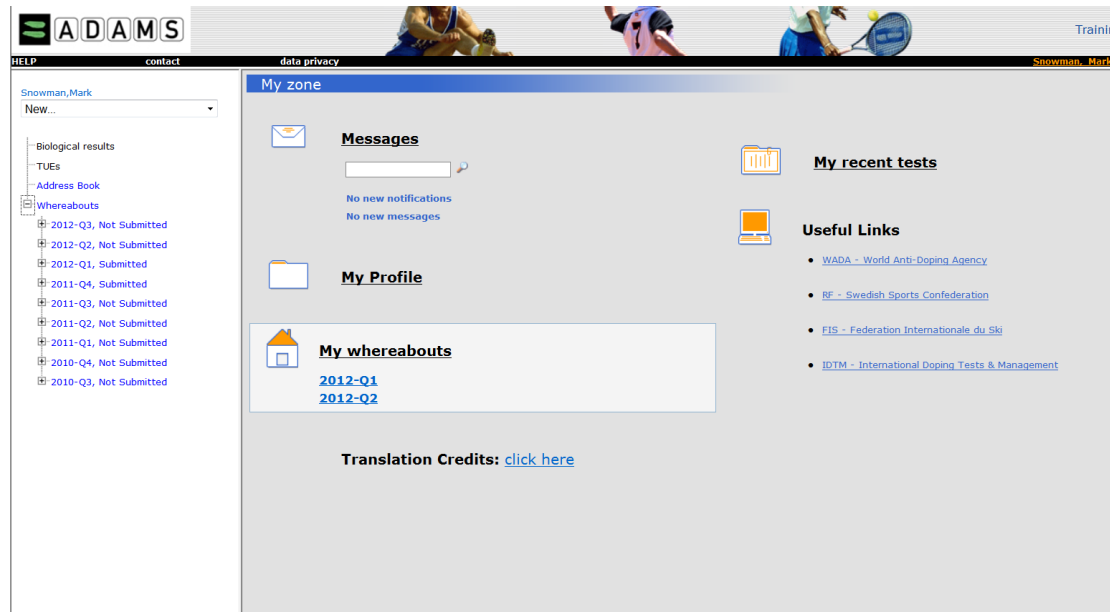 ADAMS
Trainin
HELP contact data privacy Snowman, Mark
Snowman,Mark
New...
Biological results
TUEs
Address Book
Whereabouts
2012-Q3, Not Submitted
2012-Q2, Not Submitted
2012-Q1, Submitted
2011-Q4, Submitted
2011-Q3, Not Submitted
2011-Q2, Not Submitted
2011-Q1, Not Submitted
2010-Q4, Not Submitted
2010-Q3, Not Submitted
My zone
Messages
No new notifications
No new messages
My Profile
My whereabouts
2012-Q1
2012-Q2
Translation Credits: click here
My recent tests
Useful Links
WADA - World Anti-Doping Agency
RF - Swedish Sports Confederation
FIS - Federation Internationale du Ski
IDTM - International Doping Tests & Management